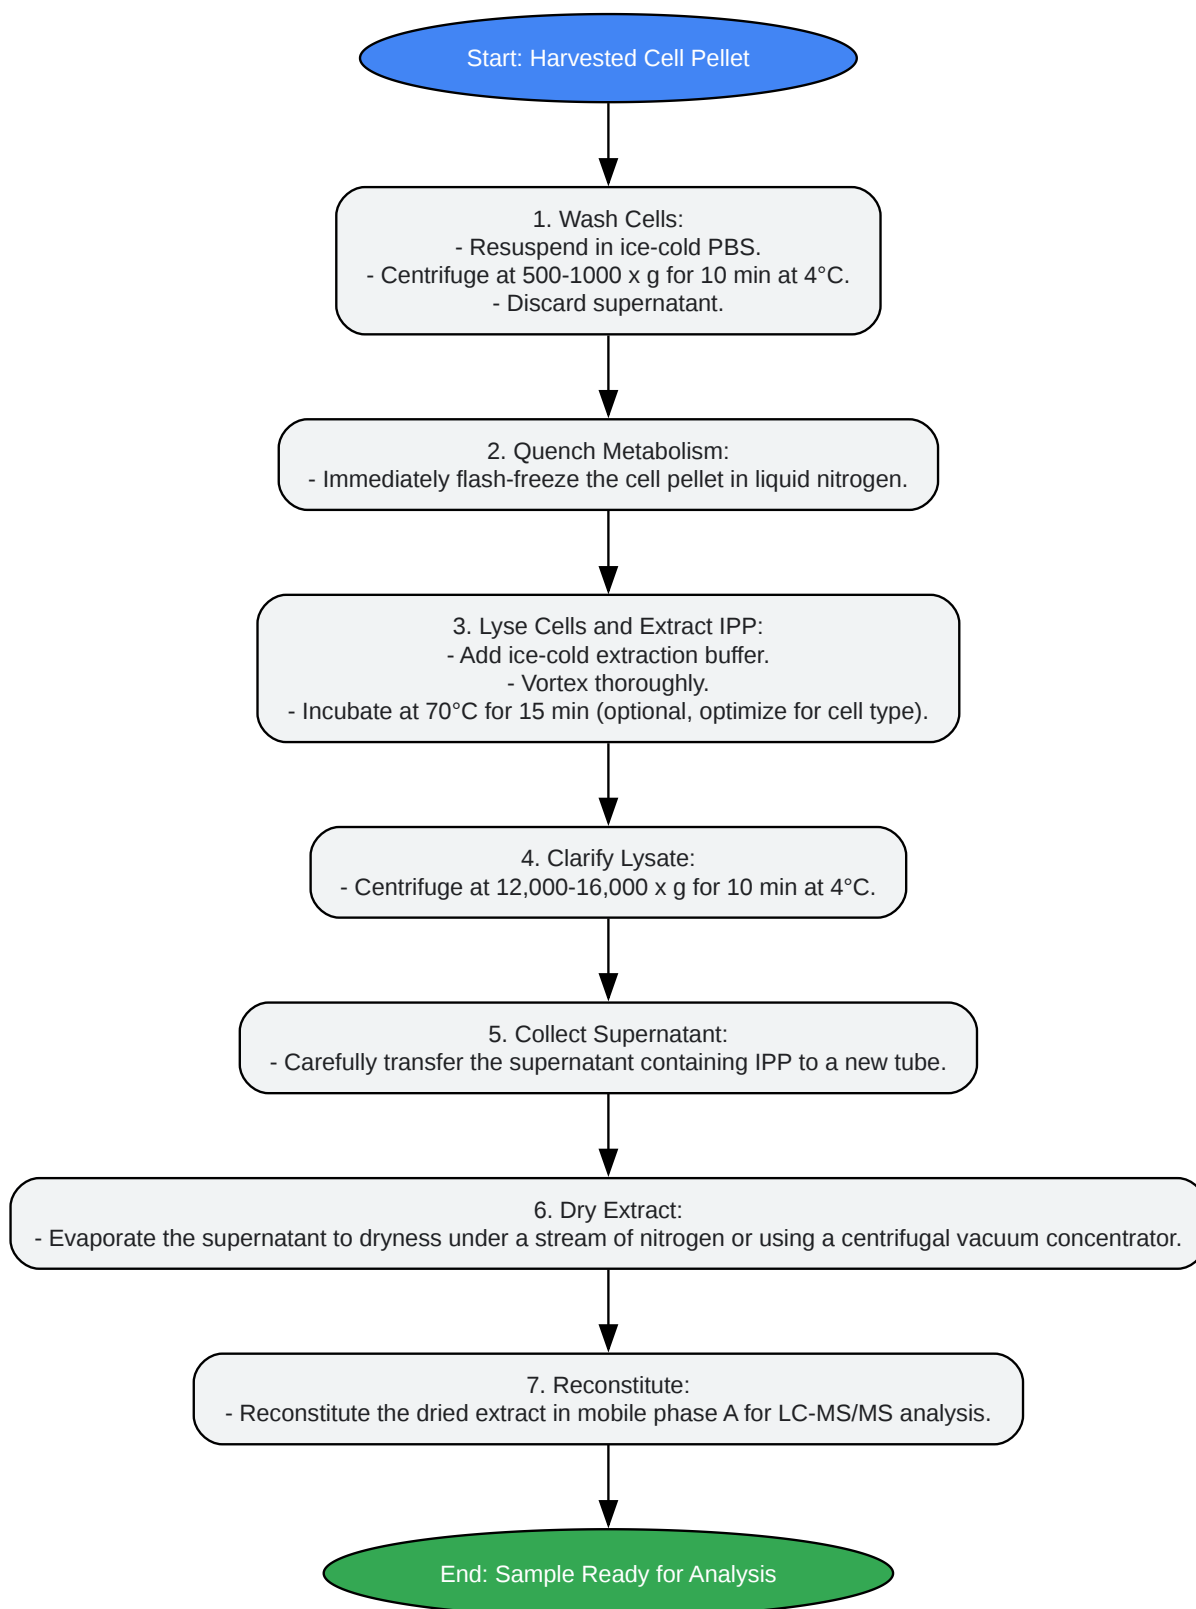 Start: Harvested Cell Pellet
1. Wash Cells:
- Resuspend in ice-cold PBS.
- Centrifuge at 500-1000 x g for 10 min at 4°C.
- Discard supernatant.
2. Quench Metabolism:
- Immediately flash-freeze the cell pellet in liquid nitrogen.
3. Lyse Cells and Extract IPP:
- Add ice-cold extraction buffer.
- Vortex thoroughly.
- Incubate at 70°C for 15 min (optional, optimize for cell type).
4. Clarify Lysate:
- Centrifuge at 12,000-16,000 x g for 10 min at 4°C.
5. Collect Supernatant:
- Carefully transfer the supernatant containing IPP to a new tube.
6. Dry Extract:
- Evaporate the supernatant to dryness under a stream of nitrogen or using a centrifugal vacuum concentrator.
7. Reconstitute:
- Reconstitute the dried extract in mobile phase A for LC-MS/MS analysis.
End: Sample Ready for Analysis